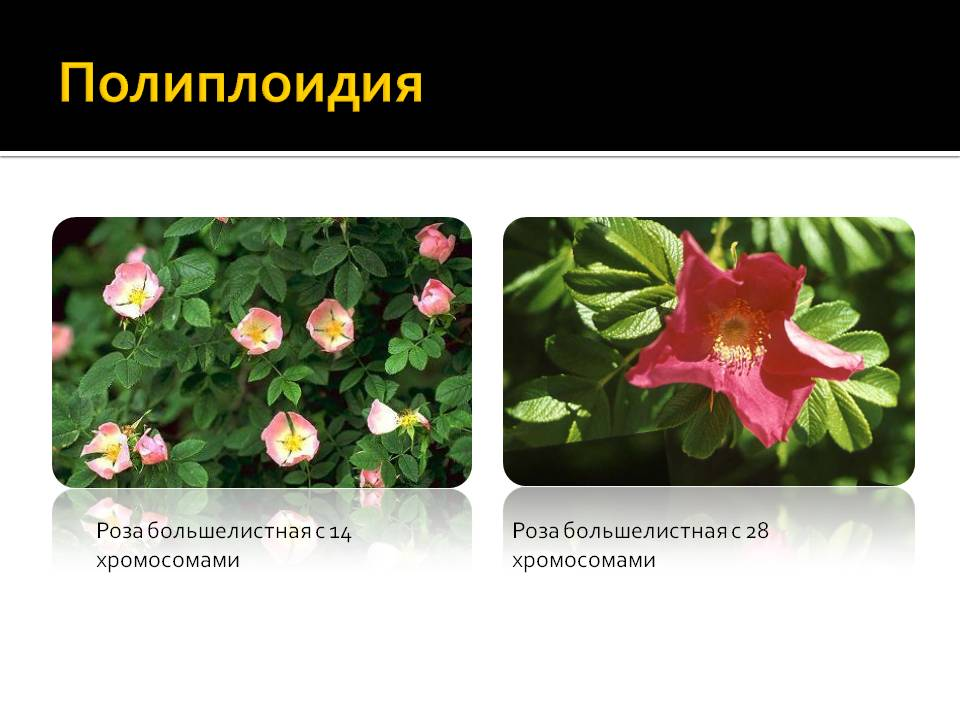 Полиплоидия
Роза большелистная с 14
хромосомами
Роза большелистная с 28
хромосомами